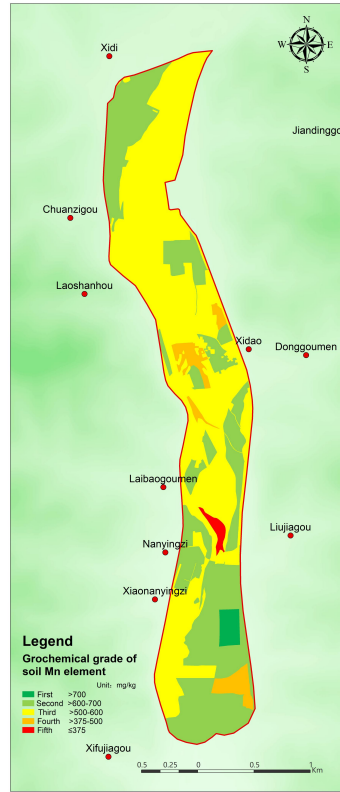 N
W E
S
Xidi
Jiandinggo
Chuanzigou
Laoshanhou
Xidao
Donggoumen
Laibaogoumen
Liujiagou
Nanyingzi
Xiaonanyingzi
Legend
Grochemical grade of
soil Mn element
Unit: mg/kg
First >700
Second >600-700
Third >500-600
Fourth >375-500
Fifth ≤375
Xifujiagou
0.5 0.25 0 0.5 1
Km